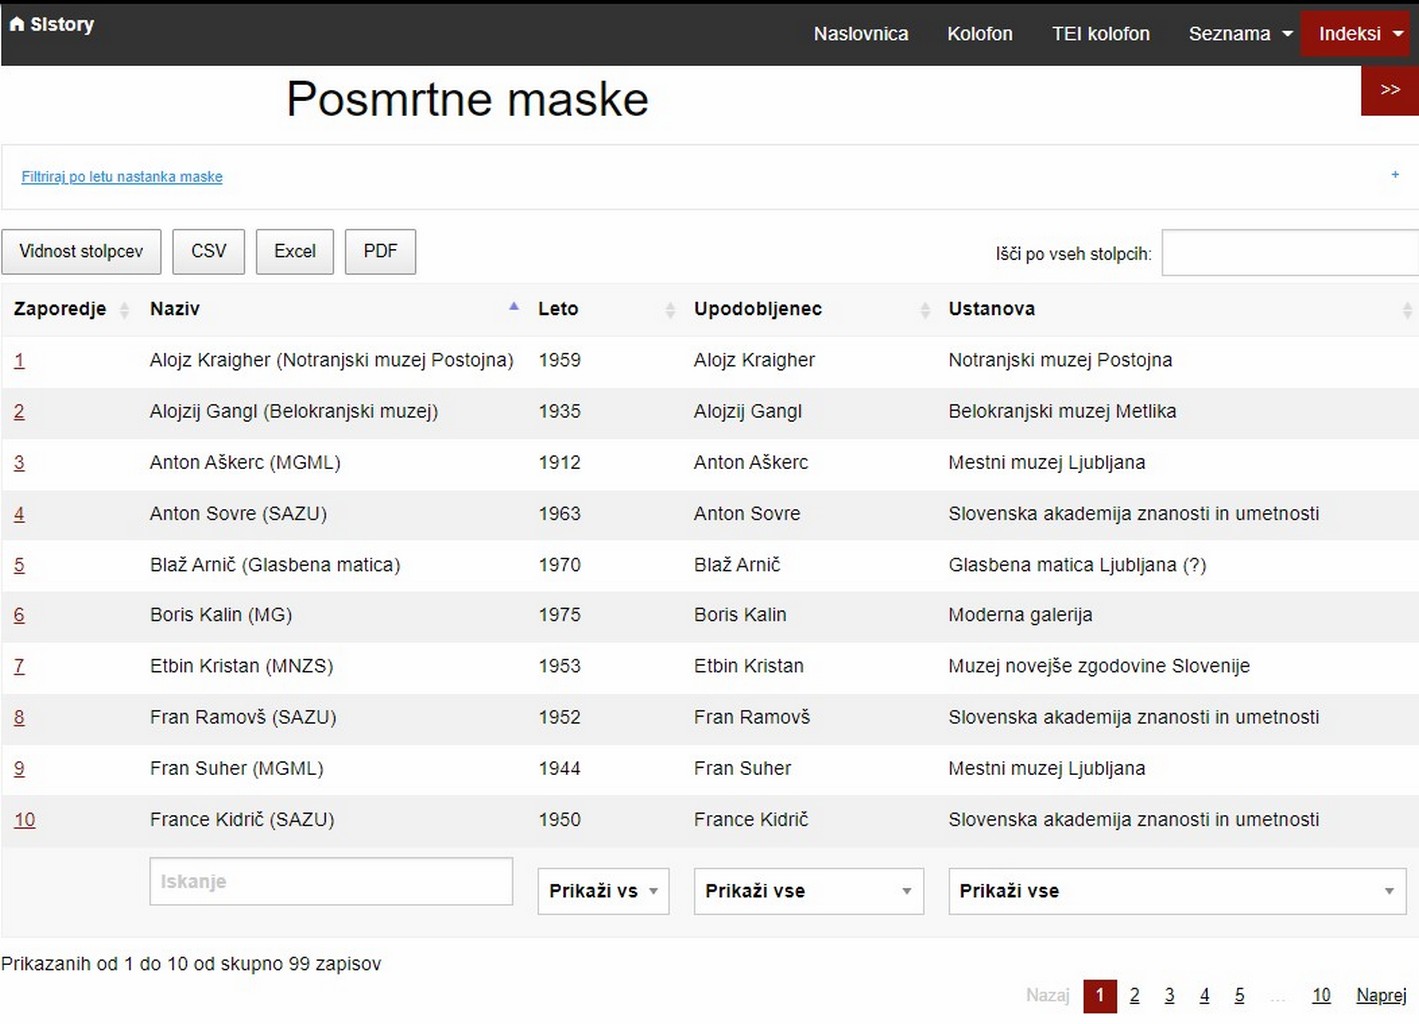 SIstory
Naslovnica Kolofon TEI kolofon Seznama Indeksi
>>
Posmrtne maske
Filtriraj po letu nastanka maske +
Vidnost stolpcev CSV Excel PDF Išči po vseh stolpcih:
Zaporedje Naziv Leto Upodobljenec Ustanova
1 Alojz Kraigher (Notranjski muzej Postojna) 1959 Alojz Kraigher Notranjski muzej Postojna
2 Alojzij Gangl (Belokranjski muzej) 1935 Alojzij Gangl Belokranjski muzej Metlika
3 Anton Aškerc (MGML) 1912 Anton Aškerc Mestni muzej Ljubljana
4 Anton Sovre (SAZU) 1963 Anton Sovre Slovenska akademija znanosti in umetnosti
5 Blaž Arnič (Glasbena matica) 1970 Blaž Arnič Glasbena matica Ljubljana (?)
6 Boris Kalin (MG) 1975 Boris Kalin Moderna galerija
7 Etbin Kristan (MNZS) 1953 Etbin Kristan Muzej novejše zgodovine Slovenije
8 Fran Ramovš (SAZU) 1952 Fran Ramovš Slovenska akademija znanosti in umetnosti
9 Fran Suher (MGML) 1944 Fran Suher Mestni muzej Ljubljana
10 France Kidrič (SAZU) 1950 France Kidrič Slovenska akademija znanosti in umetnosti
Iskanje Prikaži vs Prikaži vse Prikaži vse
Prikazanih od 1 do 10 od skupno 99 zapisov
Nazaj 1 2 3 4 5 ... 10 Naprej